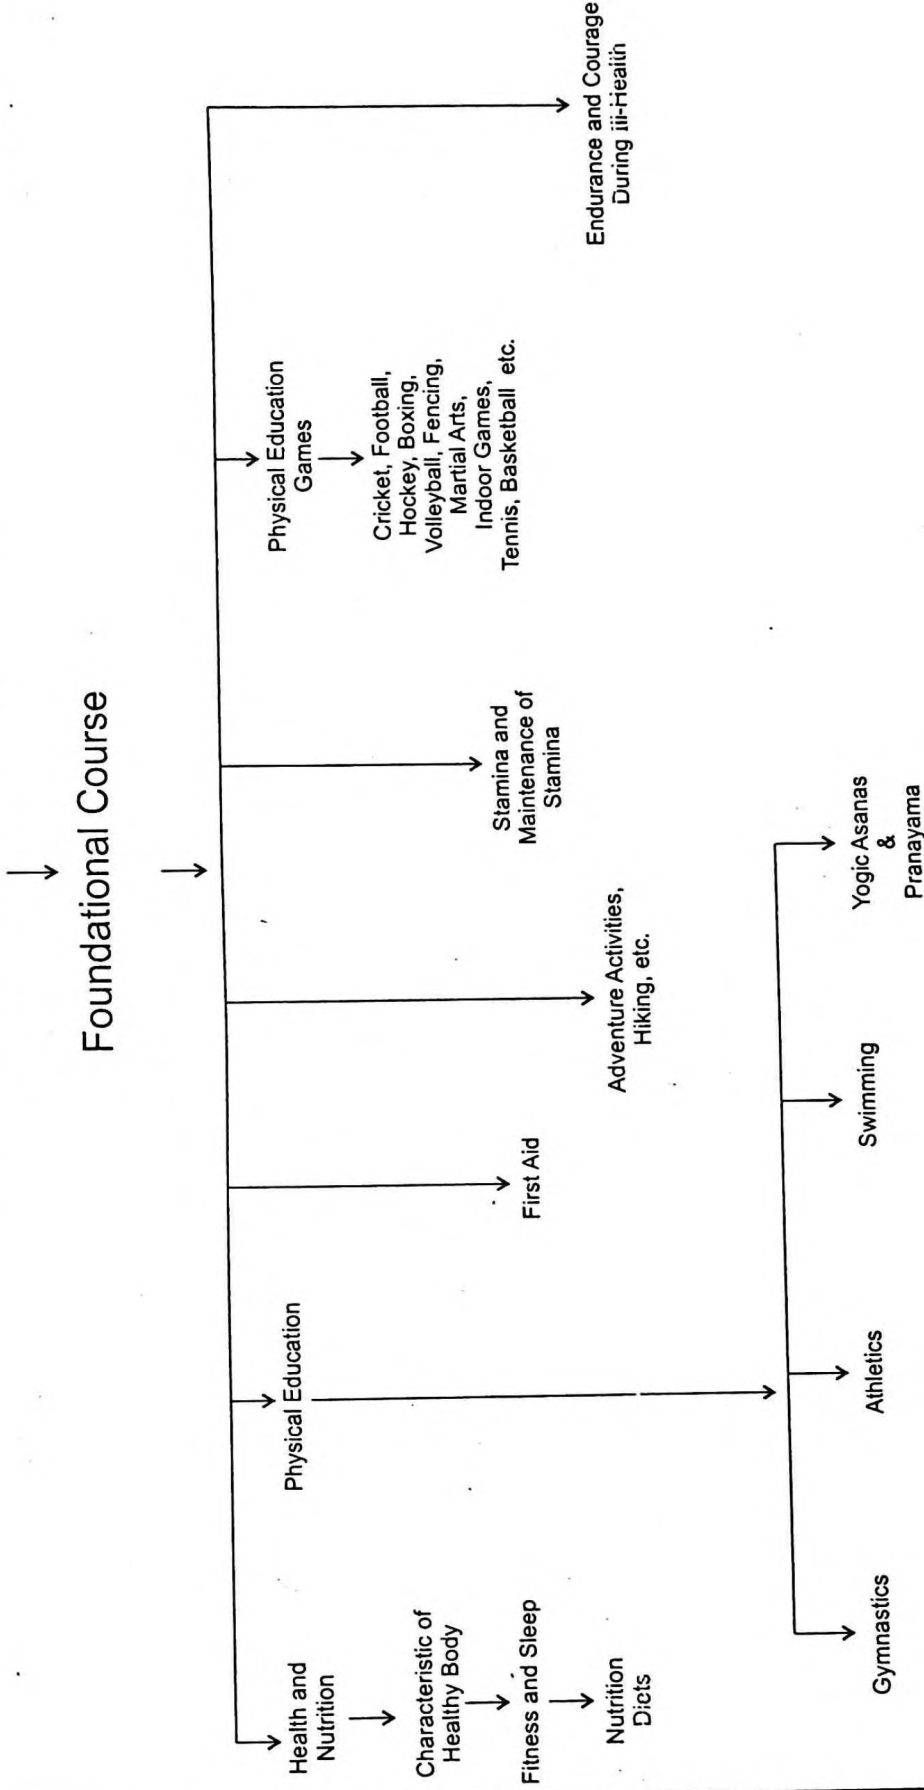 Foundational Course
Health and
Nutrition
Characteristic of
Healthy Body
Fitness and Sleep
Nutrition
Diets
Physical Education
First Aid
Adventure Activities,
Hiking, etc.
Stamina and
Maintenance of
Stamina
Physical Education
Games
Cricket, Football,
Hockey, Boxing,
Volleyball, Fencing,
Martial Arts,
Indoor Games,
Tennis, Basketball etc.
Endurance and Courage
During Ill-Health
Gymnastics
Athletics
Swimming
Yogic Asanas
&
Pranayama